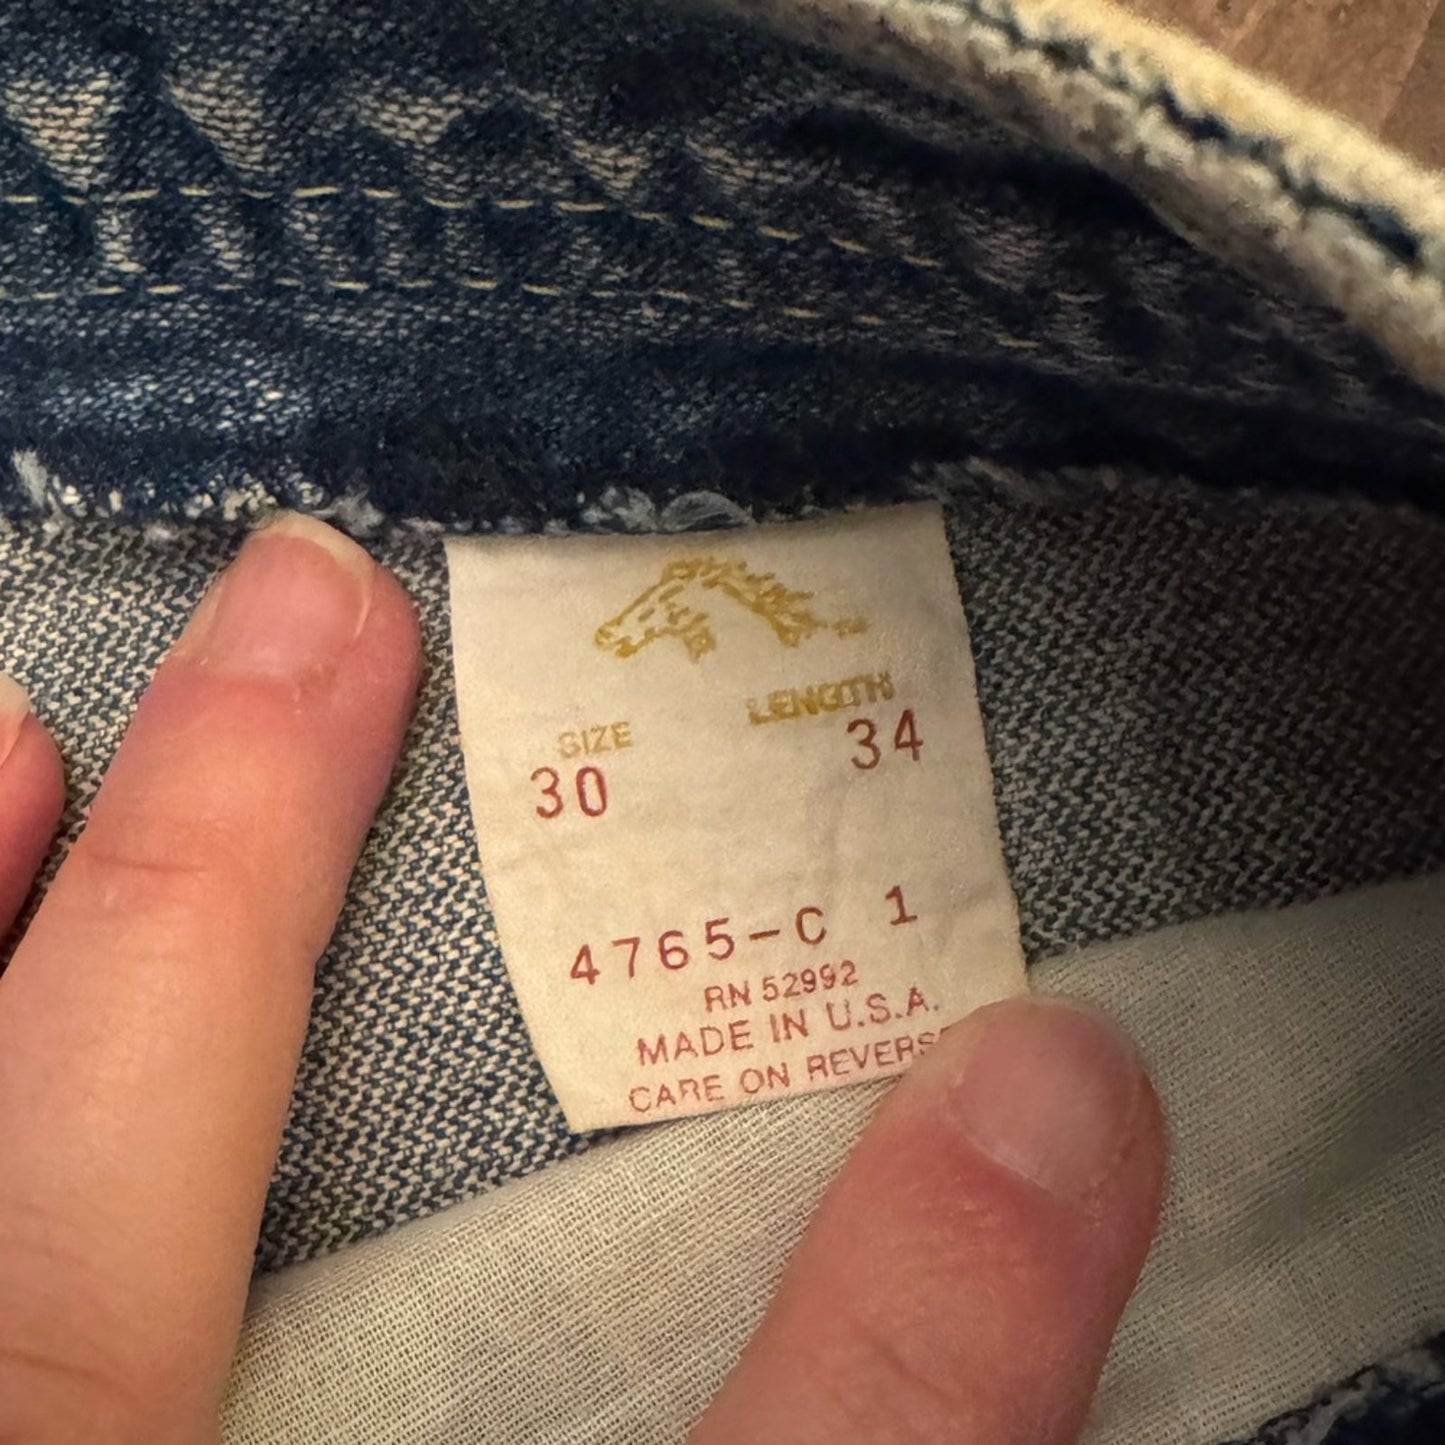 SIZE LENGTH
30 34
4765-C 1
RN 52992
MADE IN U.S.A.
CARE ON REVERS